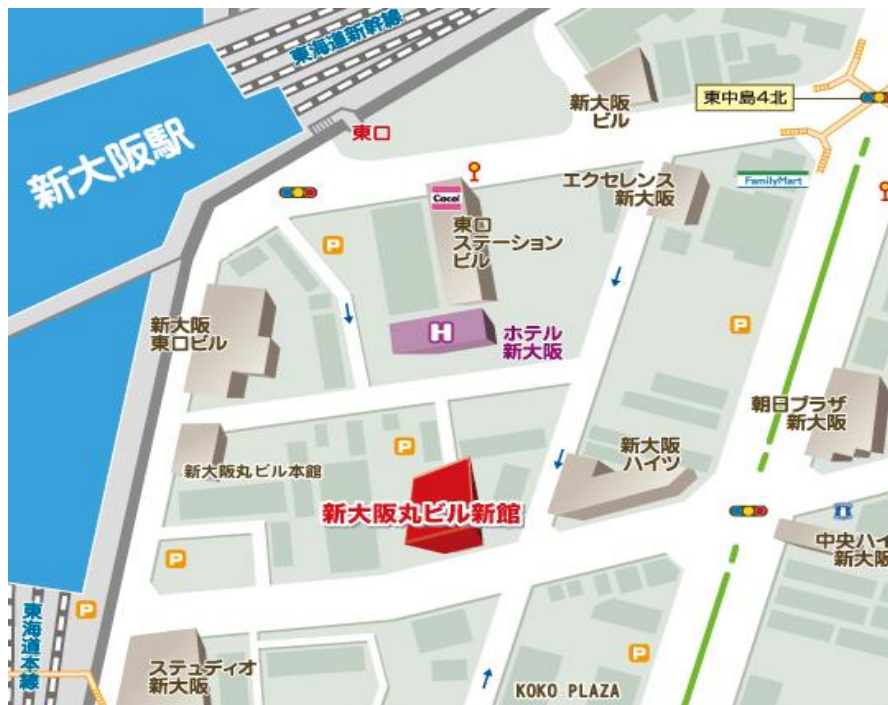 東海道新幹線
新大阪駅
東口
新大阪
ビル
東中島4北
Cocoi
東口
ステーション
ビル
エクセレンス
新大阪
FamilyMart
P
新大阪
東口ビル
H
ホテル
新大阪
P
朝日プラザ
新大阪
新大阪丸ビル本館
P
新大阪
ハイツ
新大阪丸ビル新館
中央ハイ
新大阪
P
P
東海道本線
ステュディオ
新大阪
P
KOKO PLAZA